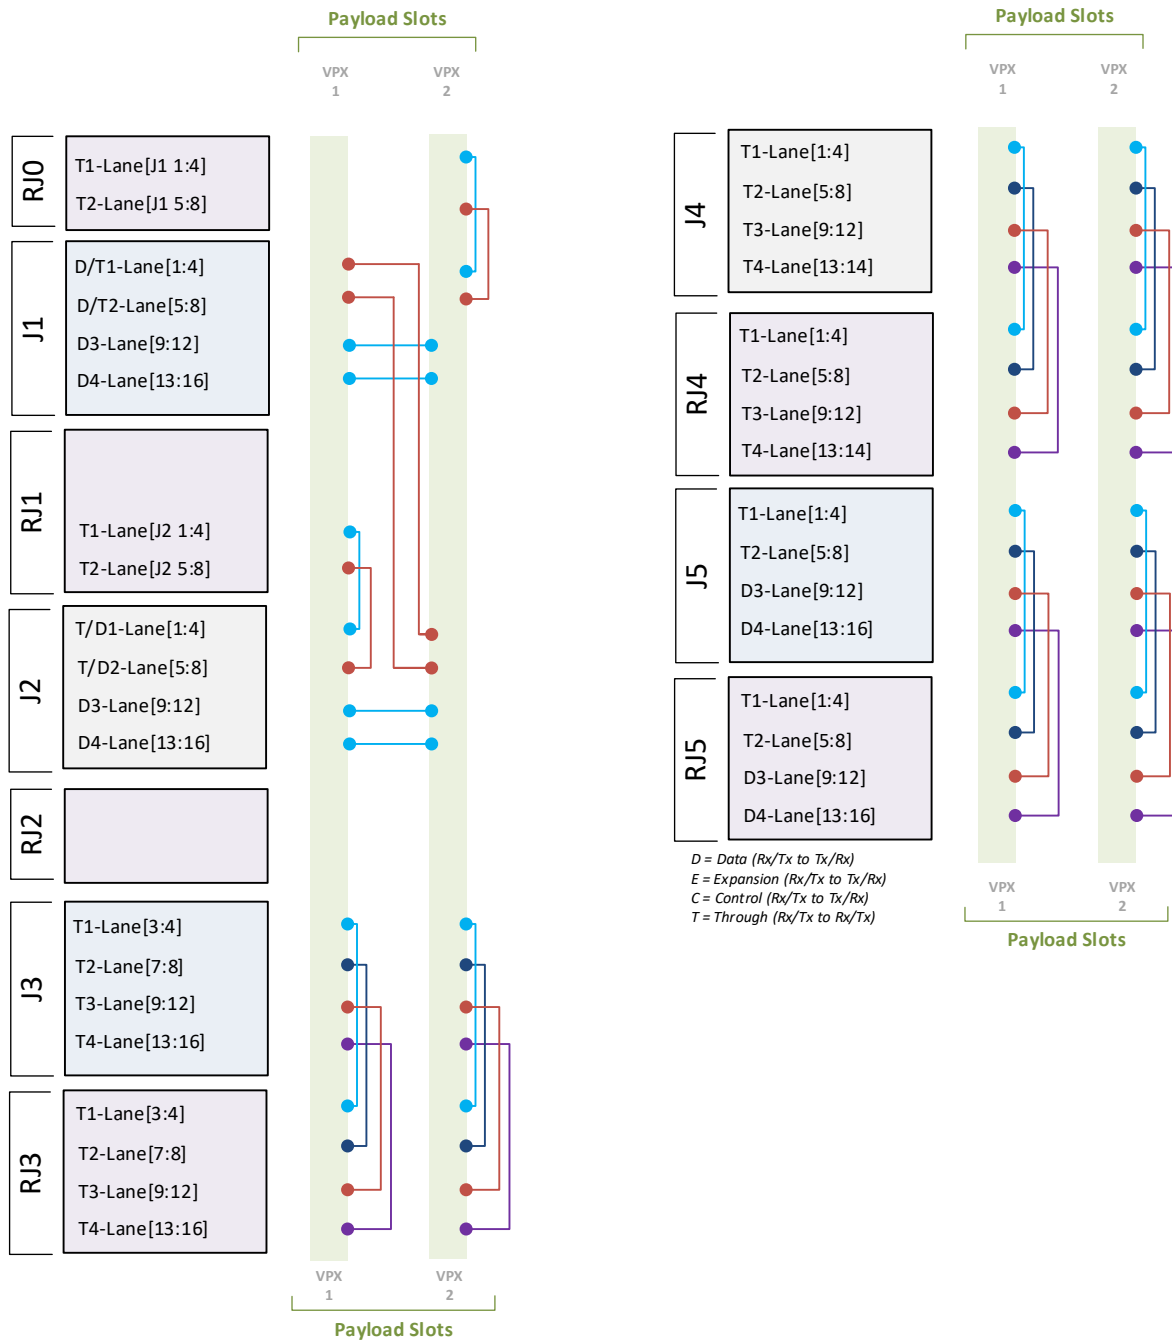 Payload Slots
VPX
1
VPX
2
RJ0
T1-Lane[J1 1:4]
T2-Lane[J1 5:8]
J1
D/T1-Lane[1:4]
D/T2-Lane[5:8]
D3-Lane[9:12]
D4-Lane[13:16]
RJ1
T1-Lane[J2 1:4]
T2-Lane[J2 5:8]
J2
T/D1-Lane[1:4]
T/D2-Lane[5:8]
D3-Lane[9:12]
D4-Lane[13:16]
RJ2
J3
T1-Lane[3:4]
T2-Lane[7:8]
T3-Lane[9:12]
T4-Lane[13:16]
RJ3
T1-Lane[3:4]
T2-Lane[7:8]
T3-Lane[9:12]
T4-Lane[13:16]
VPX
1
VPX
2
Payload Slots
Payload Slots
VPX
1
VPX
2
J4
T1-Lane[1:4]
T2-Lane[5:8]
T3-Lane[9:12]
T4-Lane[13:14]
RJ4
T1-Lane[1:4]
T2-Lane[5:8]
T3-Lane[9:12]
T4-Lane[13:14]
J5
T1-Lane[1:4]
T2-Lane[5:8]
D3-Lane[9:12]
D4-Lane[13:16]
RJ5
T1-Lane[1:4]
T2-Lane[5:8]
D3-Lane[9:12]
D4-Lane[13:16]
D = Data (Rx/Tx to Tx/Rx)
E = Expansion (Rx/Tx to Tx/Rx)
C = Control (Rx/Tx to Tx/Rx)
T = Through (Rx/Tx to Rx/Tx)
VPX
1
VPX
2
Payload Slots